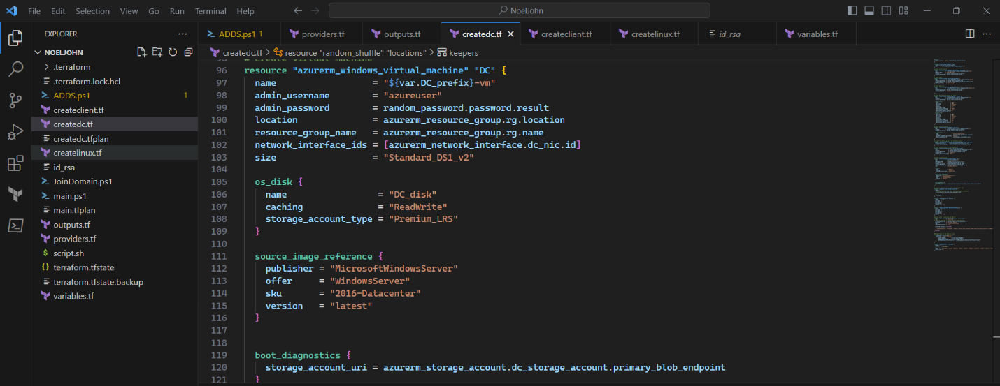 File Edit Selection View Go Run Terminal Help
NoelJohn
EXPLORER
NOELJOHN
.terraform
.terraform.lock.hcl
ADDS.ps1 1
createclient.tf
createdc.tf
createdc.tfplan
createlinux.tf
id_rsa
JoinDomain.ps1
main.ps1
main.tfplan
outputs.tf
providers.tf
script.sh
terraform.tfstate
terraform.tfstate.backup
variables.tf
ADDS.ps1 1 providers.tf outputs.tf createdc.tf createclient.tf createlinux.tf id_rsa variables.tf
createdc.tf > resource "random_shuffle" "locations" > keepers
95 # Create virtual machine
96 resource "azurerm_windows_virtual_machine" "DC" {
97 name = "${var.DC_prefix}-vm"
98 admin_username = "azureuser"
99 admin_password = random_password.password.result
100 location = azurerm_resource_group.rg.location
101 resource_group_name = azurerm_resource_group.rg.name
102 network_interface_ids = [azurerm_network_interface.dc_nic.id]
103 size = "Standard_DS1_v2"
104
105 os_disk {
106 name = "DC_disk"
107 caching = "ReadWrite"
108 storage_account_type = "Premium_LRS"
109 }
110
111 source_image_reference {
112 publisher = "MicrosoftWindowsServer"
113 offer = "WindowsServer"
114 sku = "2016-Datacenter"
115 version = "latest"
116 }
117
118
119 boot_diagnostics {
120 storage_account_uri = azurerm_storage_account.dc_storage_account.primary_blob_endpoint
121 }